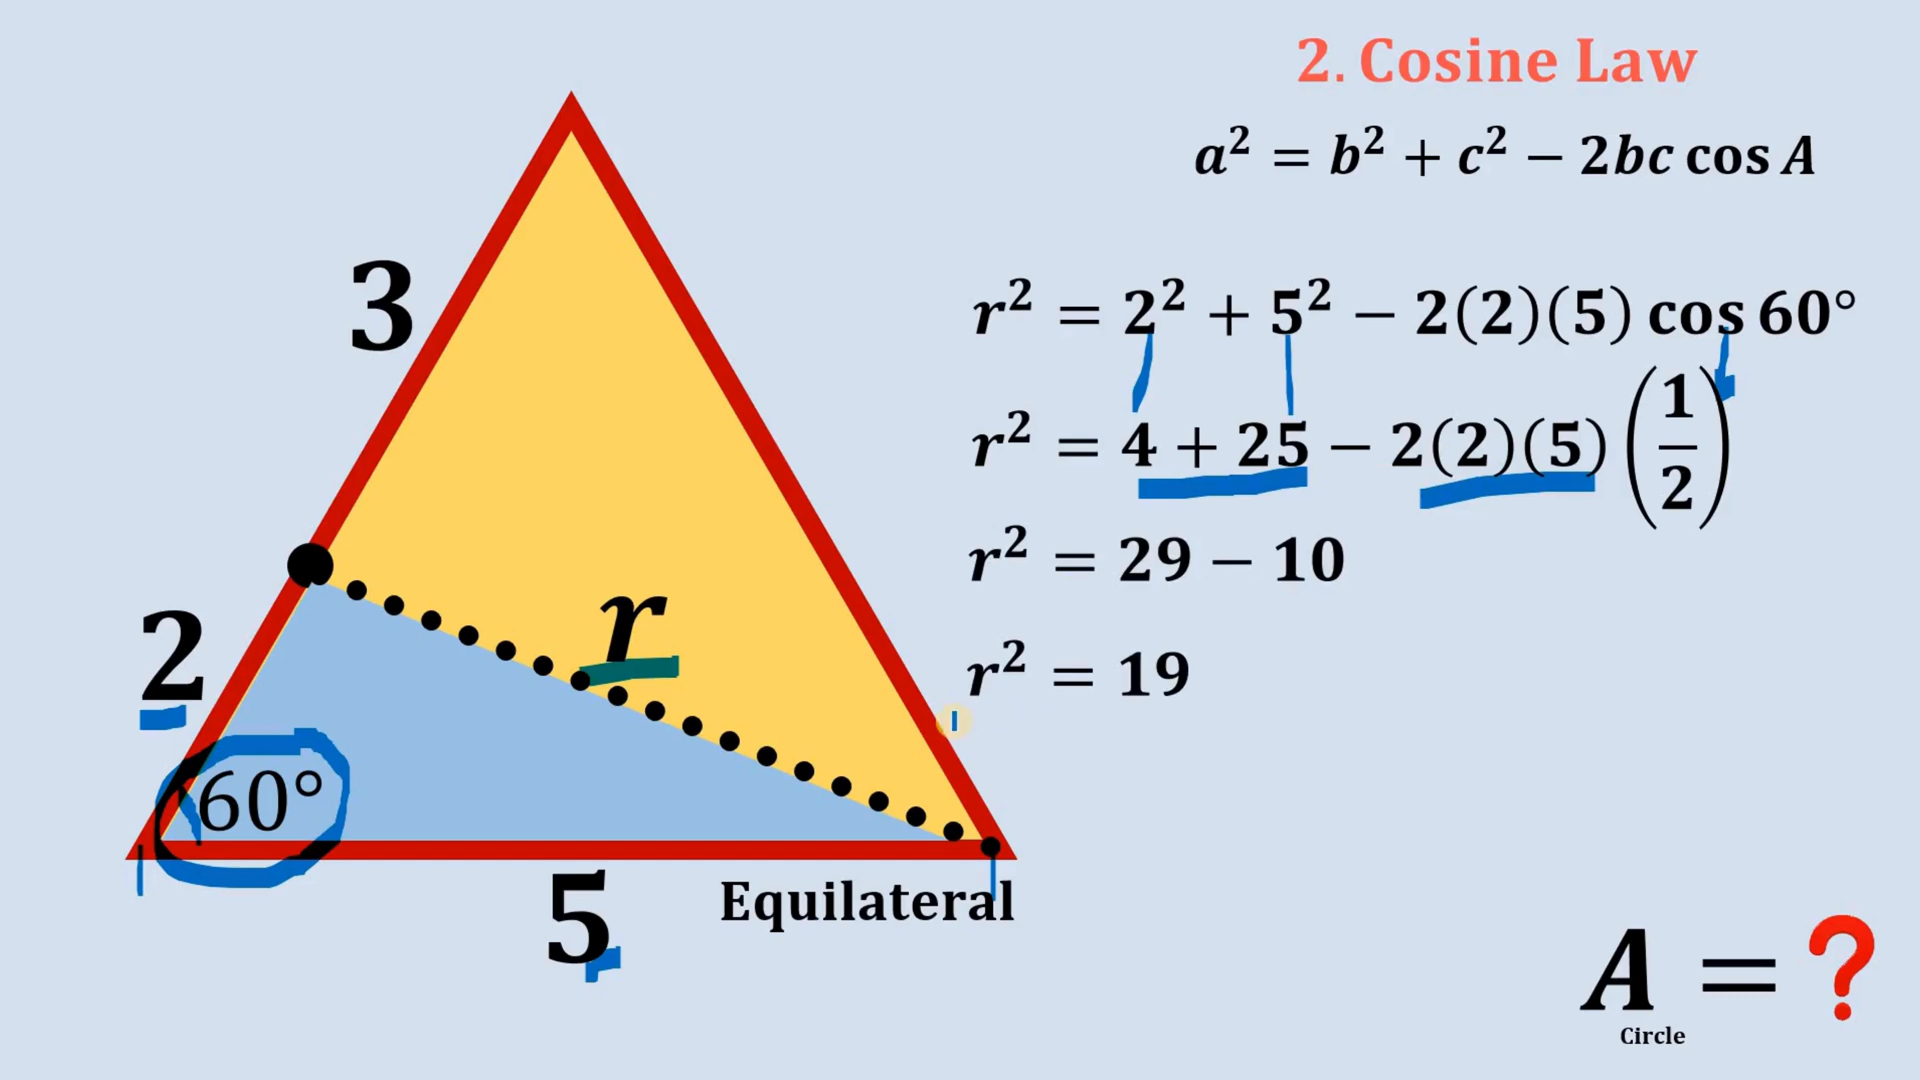 2. Cosine Law
a² = b² + c² − 2bc cos A
3
r² = 2² + 5² − 2(2)(5) cos 60°
r² = 4 + 25 − 2(2)(5) (1/2)
r² = 29 − 10
r
2
r² = 19
60°
5
Equilateral
A = ?
Circle